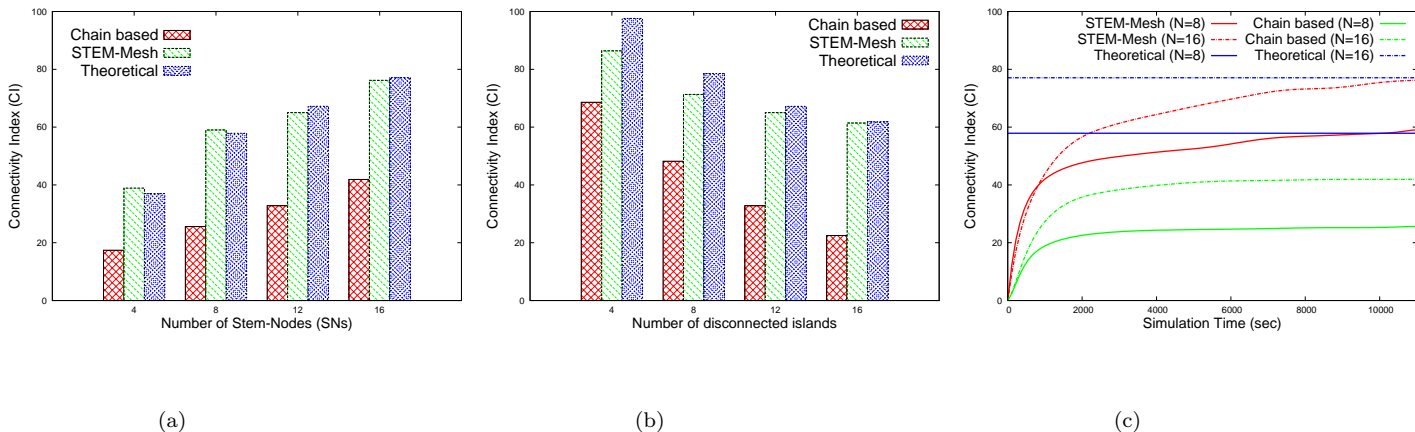 Connectivity Index (CI)
100
80
60
40
20
0
Chain based
STEM-Mesh
Theoretical
4
8
12
16
Number of Stem-Nodes (SNs)
(a)
Connectivity Index (CI)
100
80
60
40
20
0
Chain based
STEM-Mesh
Theoretical
4
8
12
16
Number of disconnected islands
(b)
Connectivity Index (CI)
100
80
60
40
20
0
STEM-Mesh (N=8)
STEM-Mesh (N=16)
Theoretical (N=8)
Chain based (N=8)
Chain based (N=16)
Theoretical (N=16)
0
2000
4000
6000
8000
10000
Simulation Time (sec)
(c)